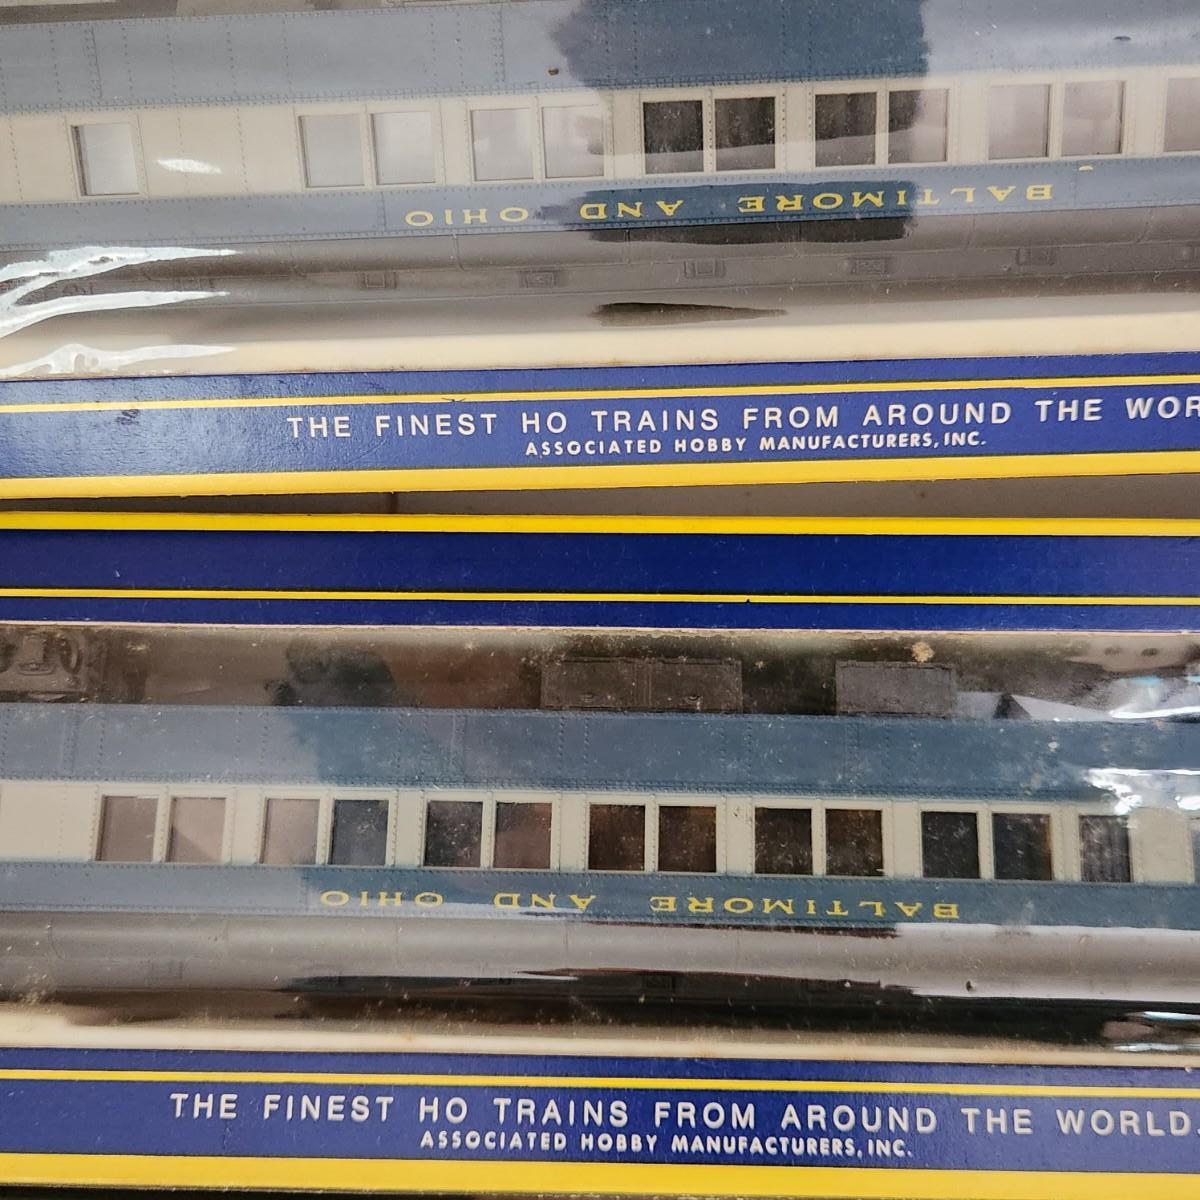 BALTIMORE AND OHIO
THE FINEST HO TRAINS FROM AROUND THE WOR
ASSOCIATED HOBBY MANUFACTURERS, INC.
BALTIMORE AND OHIO
THE FINEST HO TRAINS FROM AROUND THE WORLD.
ASSOCIATED HOBBY MANUFACTURERS, INC.